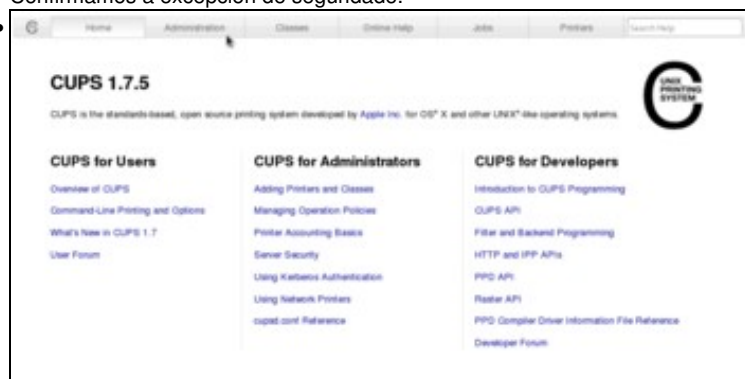 Confirmamos a excepción de seguridade.
Home Administration Classes Online Help Jobs Printers Search Help
CUPS 1.7.5
UNIX PRINTING SYSTEM
CUPS is the standards-based, open source printing system developed by Apple Inc. for OS® X and other UNIX®-like operating systems.
CUPS for Users
Overview of CUPS
Command-Line Printing and Options
What's New in CUPS 1.7
User Forum
CUPS for Administrators
Adding Printers and Classes
Managing Operation Policies
Printer Accounting Basics
Server Security
Using Kerberos Authentication
Using Network Printers
cupsd.conf Reference
CUPS for Developers
Introduction to CUPS Programming
CUPS API
Filter and Backend Programming
HTTP and IPP APIs
PPD API
Raster API
PPD Compiler Driver Information File Reference
Developer Forum